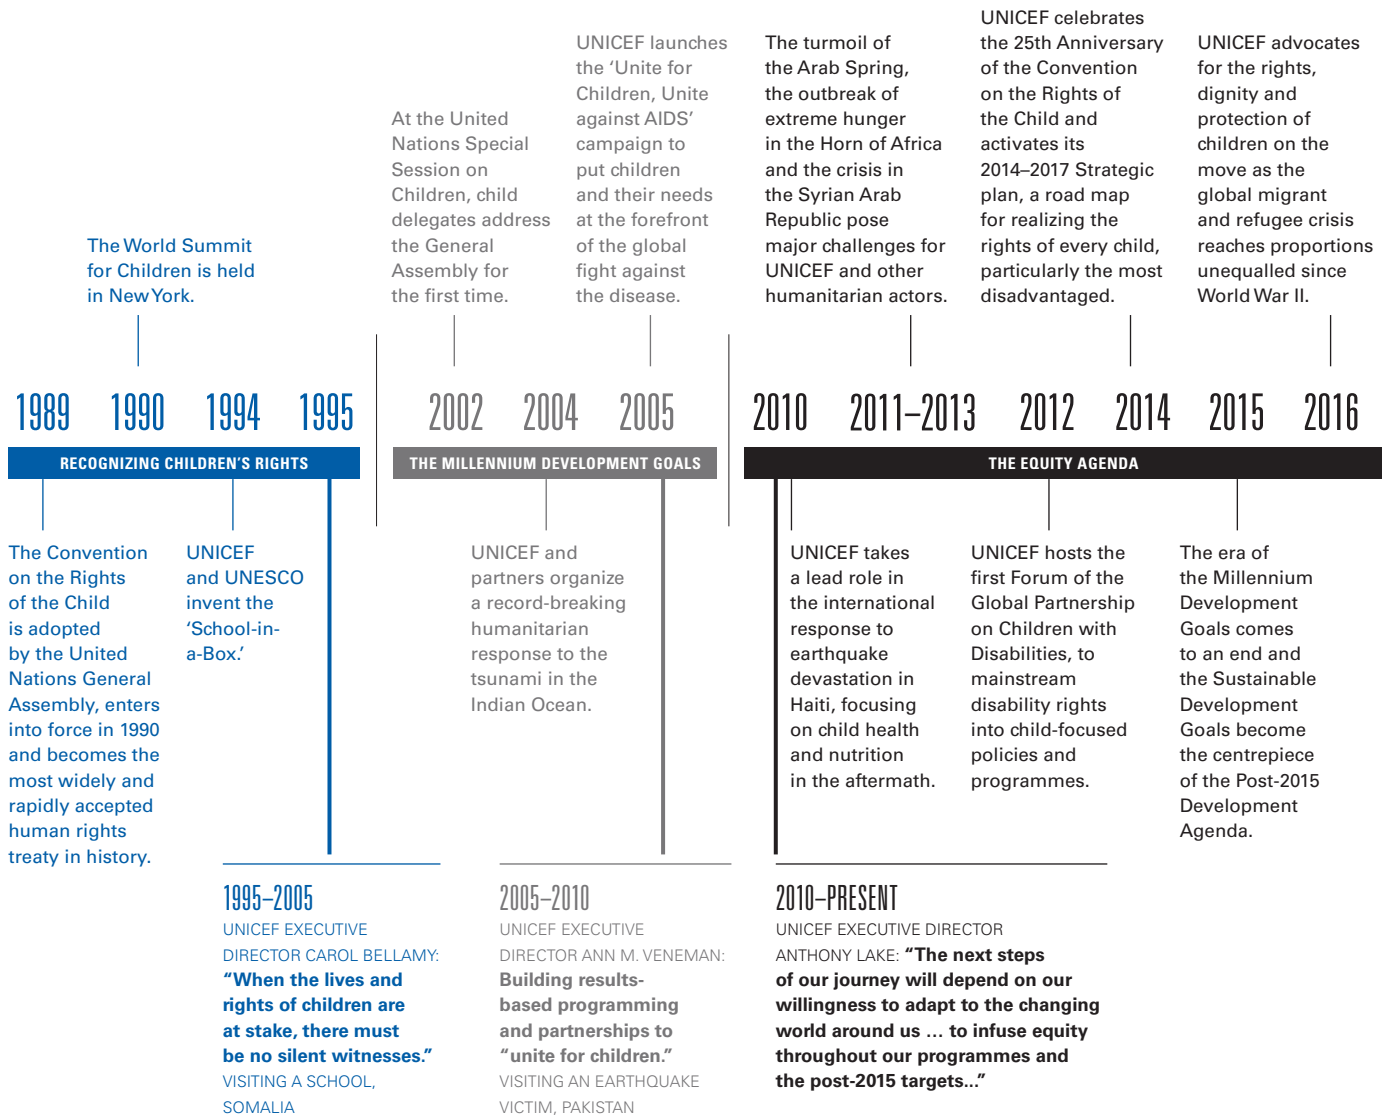 The World Summit
for Children is held
in New York.
At the United
Nations Special
Session on
Children, child
delegates address
the General
Assembly for
the first time.
UNICEF launches
the ‘Unite for
Children, Unite
against AIDS’
campaign to
put children
and their needs
at the forefront
of the global
fight against
the disease.
The turmoil of
the Arab Spring,
the outbreak of
extreme hunger
in the Horn of Africa
and the crisis in
the Syrian Arab
Republic pose
major challenges for
UNICEF and other
humanitarian actors.
UNICEF celebrates
the 25th Anniversary
of the Convention
on the Rights of
the Child and
activates its
2014–2017 Strategic
plan, a road map
for realizing the
rights of every child,
particularly the most
disadvantaged.
UNICEF advocates
for the rights,
dignity and
protection of
children on the
move as the
global migrant
and refugee crisis
reaches proportions
unequalled since
World War II.
1989 1990 1994 1995 2002 2004 2005 2010 2011–2013 2012 2014 2015 2016
RECOGNIZING CHILDREN’S RIGHTS
THE MILLENNIUM DEVELOPMENT GOALS
THE EQUITY AGENDA
The Convention
on the Rights
of the Child
is adopted
by the United
Nations General
Assembly, enters
into force in 1990
and becomes the
most widely and
rapidly accepted
human rights
treaty in history.
UNICEF
and UNESCO
invent the
‘School-in-
a-Box.’
UNICEF and
partners organize
a record-breaking
humanitarian
response to the
tsunami in the
Indian Ocean.
UNICEF takes
a lead role in
the international
response to
earthquake
devastation in
Haiti, focusing
on child health
and nutrition
in the aftermath.
UNICEF hosts the
first Forum of the
Global Partnership
on Children with
Disabilities, to
mainstream
disability rights
into child-focused
policies and
programmes.
The era of
the Millennium
Development
Goals comes
to an end and
the Sustainable
Development
Goals become
the centrepiece
of the Post-2015
Development
Agenda.
1995–2005
UNICEF EXECUTIVE
DIRECTOR CAROL BELLAMY:
“When the lives and
rights of children are
at stake, there must
be no silent witnesses.”
VISITING A SCHOOL,
SOMALIA
2005–2010
UNICEF EXECUTIVE
DIRECTOR ANN M. VENEMAN:
Building results-
based programming
and partnerships to
“unite for children.”
VISITING AN EARTHQUAKE
VICTIM, PAKISTAN
2010–PRESENT
UNICEF EXECUTIVE DIRECTOR
ANTHONY LAKE: “The next steps
of our journey will depend on our
willingness to adapt to the changing
world around us … to infuse equity
throughout our programmes and
the post-2015 targets...”